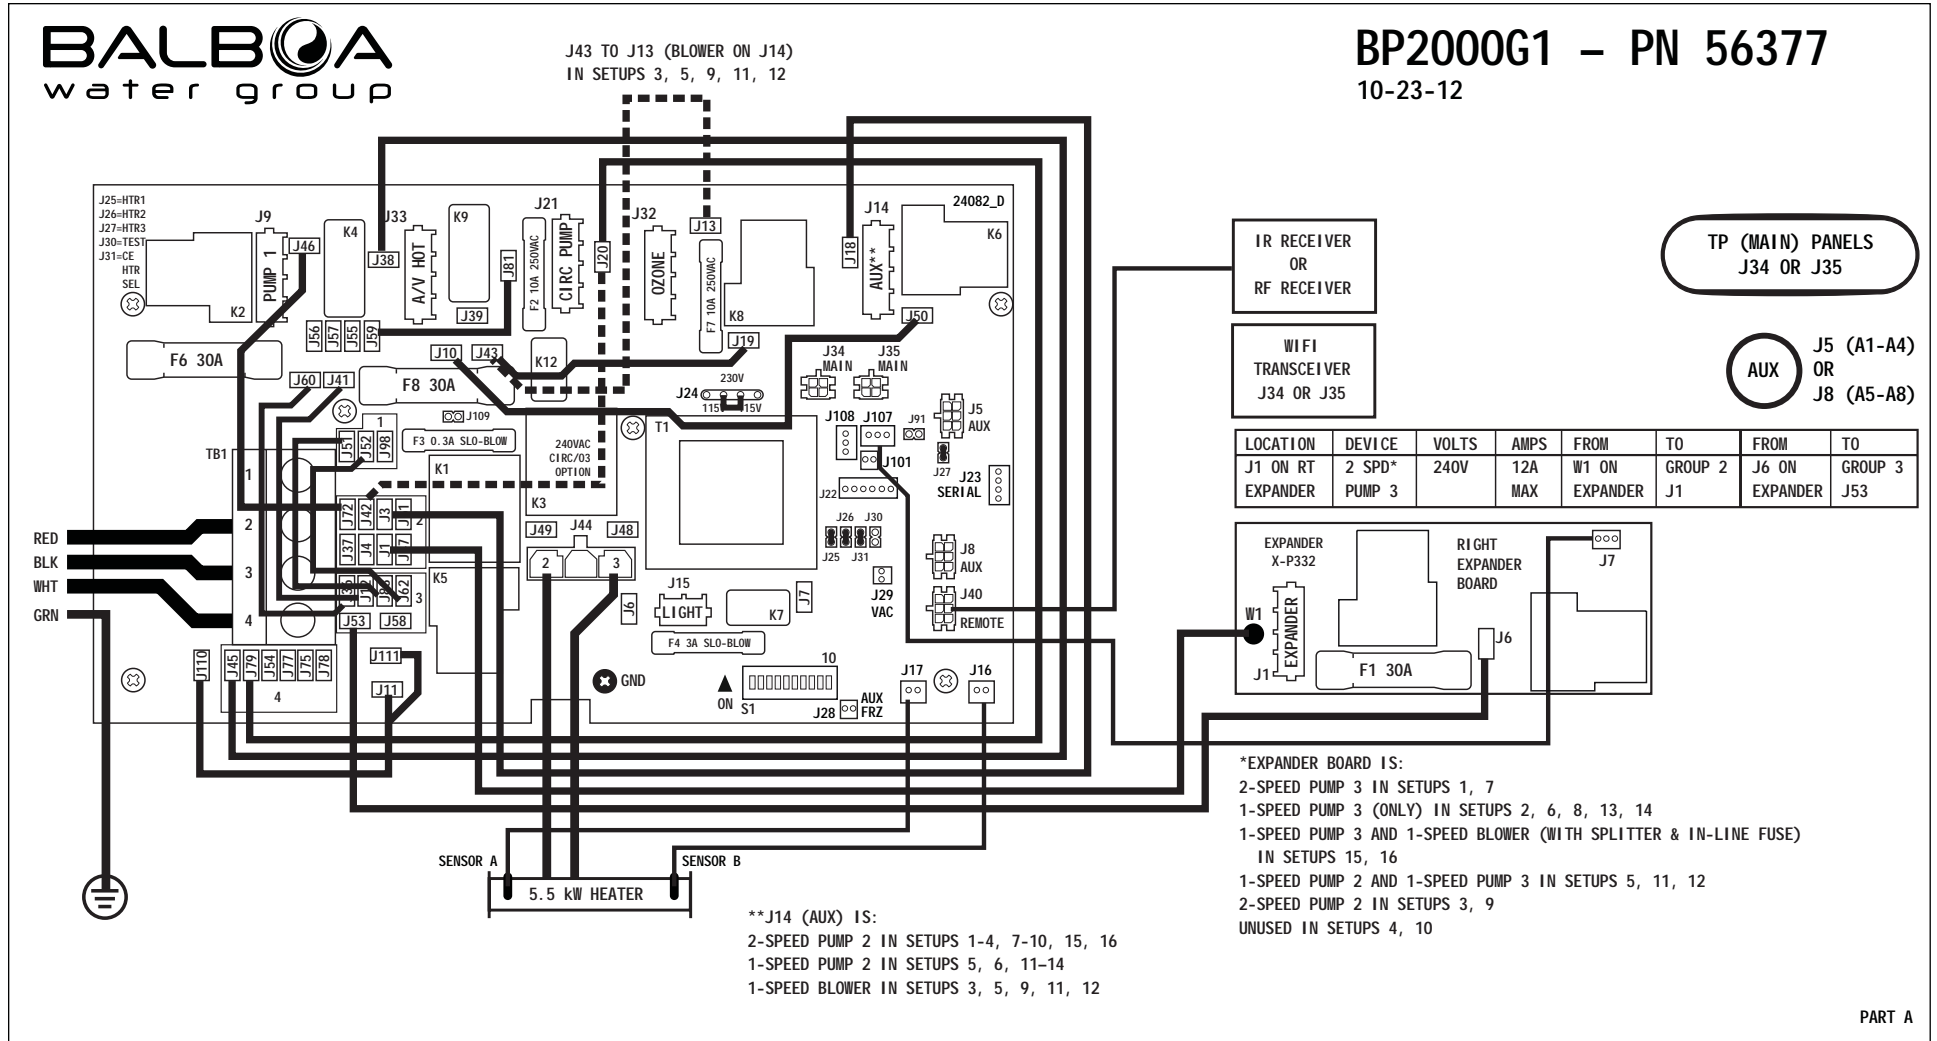 BALBOA
water group
J43 TO J13 (BLOWER ON J14)
IN SETUPS 3, 5, 9, 11, 12
BP2000G1 – PN 56377
10-23-12
J25=HTR1
J26=HTR2
J27=HTR3
J30=TEST
J31=CE
HTR
SEL
J9
PUMP 1
K2
J46
K4
J33
J38
A/V HOT
K9
J39
J81
J21
F2 10A 250VAC
CIRC PUMP
J20
J32
OZONE
J13
F7 10A 250VAC
K8
J19
J14
J18
AUX**
24082_D
K6
J50
J56
J57
J55
J59
F6 30A
J10
J43
K12
J60
J41
F8 30A
J109
F3 0.3A SLO-BLOW
230V
J24
115V
J34
MAIN
J35
MAIN
J5
AUX
J108
J107
J91
J101
J27
J22
J23
SERIAL
J26
J30
J25
J31
TB1
1
2
3
4
1
J52
J98
J72
J42
J3
2
J37
J4
J1
3
J62
J53
J58
K1
240VAC
CIRC/O3
OPTION
K3
T1
K5
J49
J44
J48
2
3
J6
J15
LIGHT
K7
J7
F4 3A SLO-BLOW
J8
AUX
J29
VAC
J40
REMOTE
RED
BLK
WHT
GRN
J110
J45
J79
J54
J77
J75
J78
4
J111
J11
GND
ON
S1
10
J28
AUX
FRZ
J17
J16
SENSOR A
SENSOR B
5.5 kW HEATER
IR RECEIVER
OR
RF RECEIVER
WIFI
TRANSCEIVER
J34 OR J35
TP (MAIN) PANELS
J34 OR J35
AUX
J5 (A1-A4)
OR
J8 (A5-A8)
LOCATION DEVICE VOLTS AMPS FROM TO FROM TO
J1 ON RT 2 SPD* 240V 12A W1 ON GROUP 2 J6 ON GROUP 3
EXPANDER PUMP 3 MAX EXPANDER J1 EXPANDER J53
EXPANDER
X-P332
RIGHT
EXPANDER
BOARD
J7
W1
EXPANDER
J1
F1 30A
J6
*EXPANDER BOARD IS:
2-SPEED PUMP 3 IN SETUPS 1, 7
1-SPEED PUMP 3 (ONLY) IN SETUPS 2, 6, 8, 13, 14
1-SPEED PUMP 3 AND 1-SPEED BLOWER (WITH SPLITTER & IN-LINE FUSE)
IN SETUPS 15, 16
1-SPEED PUMP 2 AND 1-SPEED PUMP 3 IN SETUPS 5, 11, 12
2-SPEED PUMP 2 IN SETUPS 3, 9
UNUSED IN SETUPS 4, 10
**J14 (AUX) IS:
2-SPEED PUMP 2 IN SETUPS 1-4, 7-10, 15, 16
1-SPEED PUMP 2 IN SETUPS 5, 6, 11–14
1-SPEED BLOWER IN SETUPS 3, 5, 9, 11, 12
PART A